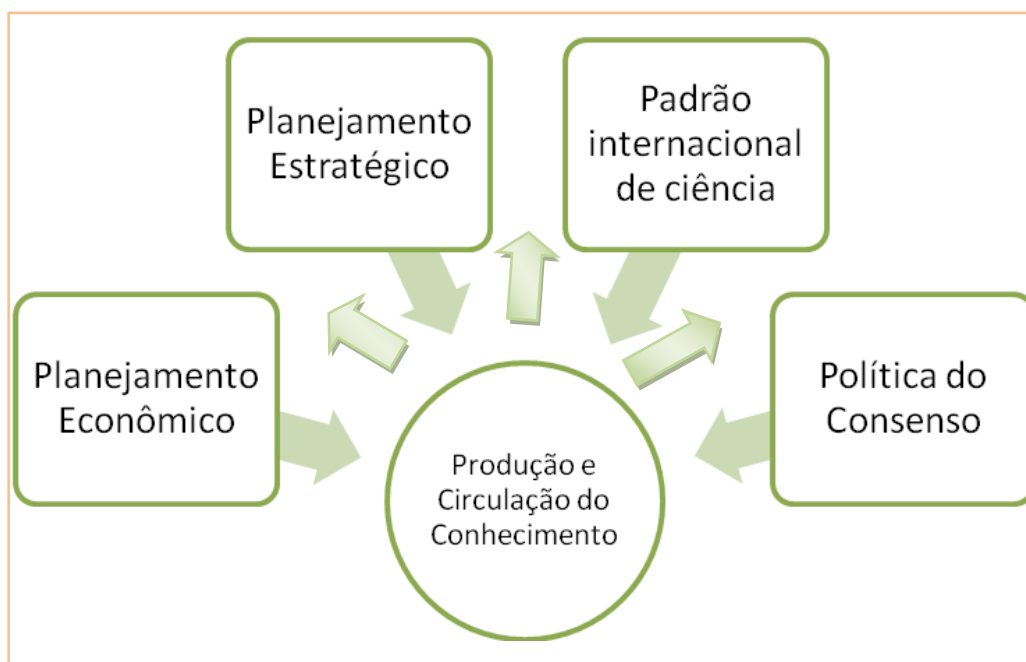 Planejamento
Estratégico
Padrão
internacional
de ciência
Planejamento
Econômico
Política do
Consenso
Produção e
Circulação do
Conhecimento